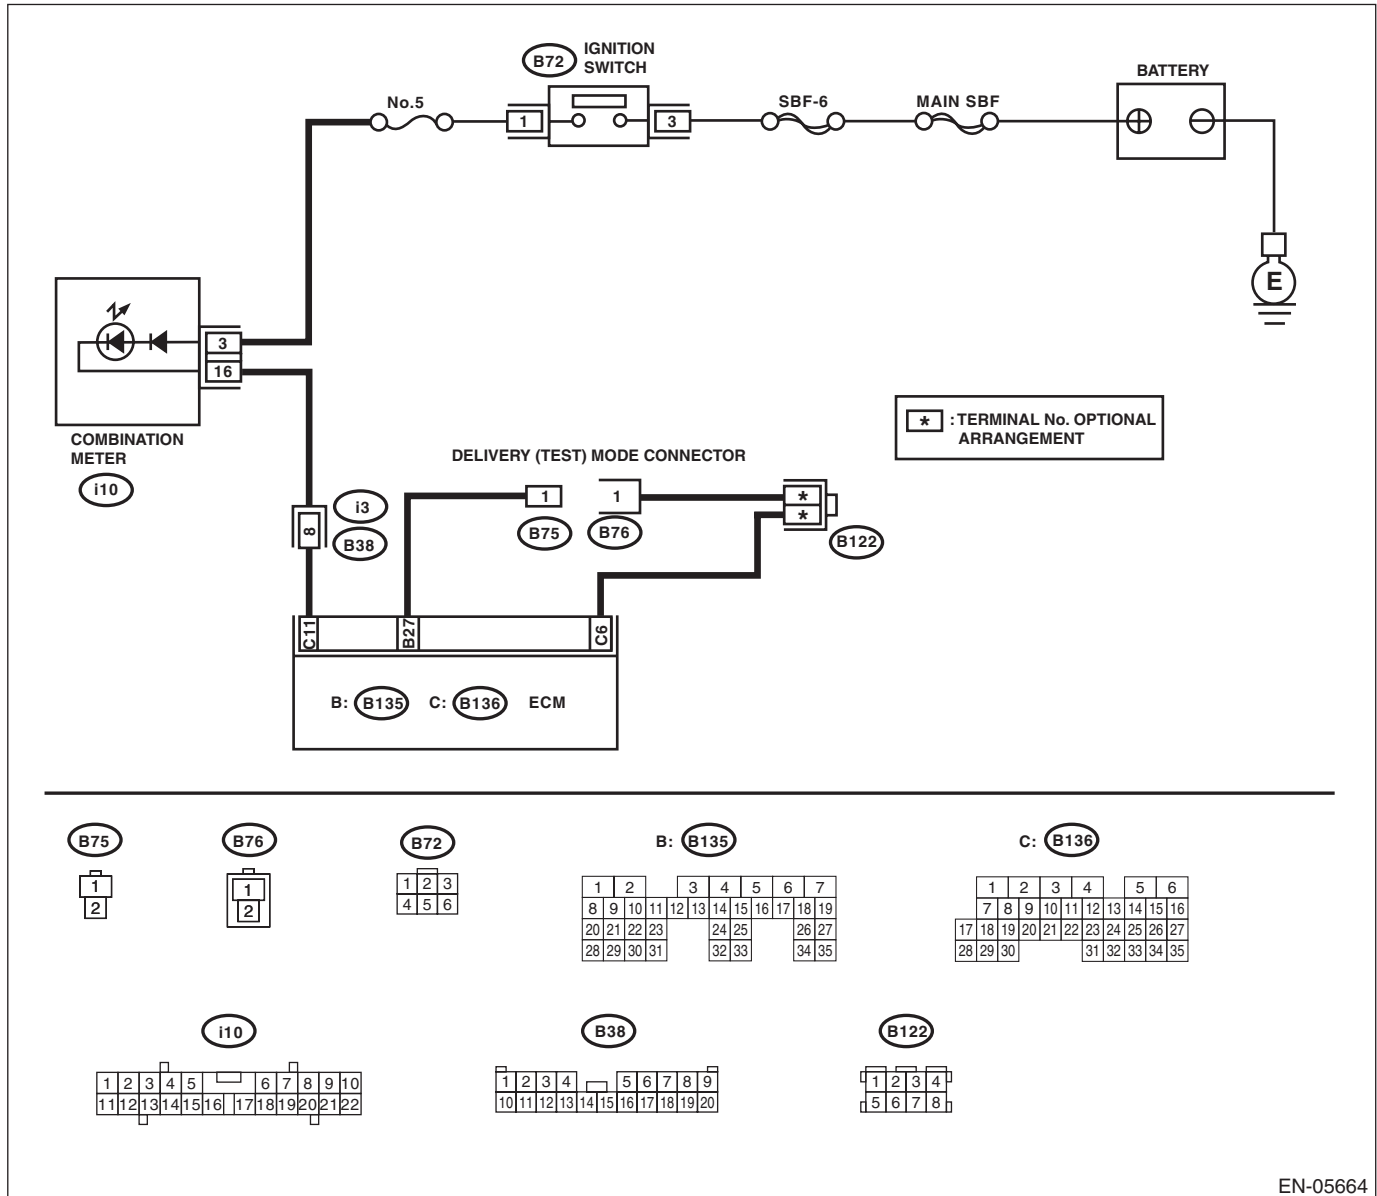 B72
IGNITION
SWITCH
BATTERY
No.5
SBF-6
MAIN SBF
1
3
E
3
16
COMBINATION
METER
i10
* : TERMINAL No. OPTIONAL
ARRANGEMENT
DELIVERY (TEST) MODE CONNECTOR
1
1
*
*
B75
B76
B122
8
i3
B38
C11
B27
C6
B: B135 C: B136 ECM
B75
B76
B72
B: B135
C: B136
1
2
1
2
1 2 3
4 5 6
1 2 3 4 5 6 7
8 9 10 11 12 13 14 15 16 17 18 19
20 21 22 23 24 25 26 27
28 29 30 31 32 33 34 35
1 2 3 4 5 6
7 8 9 10 11 12 13 14 15 16
17 18 19 20 21 22 23 24 25 26 27
28 29 30 31 32 33 34 35
i10
B38
B122
1 2 3 4 5 6 7 8 9 10
11 12 13 14 15 16 17 18 19 20 21 22
1 2 3 4 5 6 7 8 9
10 11 12 13 14 15 16 17 18 19 20
1 2 3 4
5 6 7 8
EN-05664